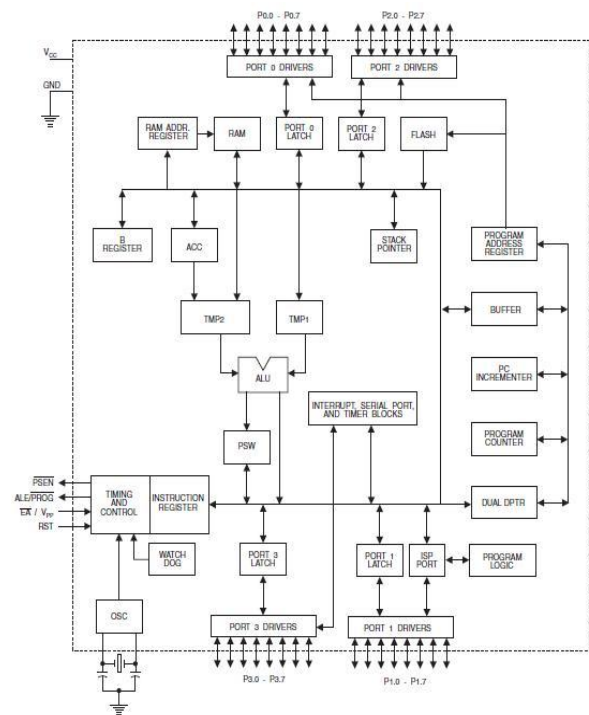 P0.0 - P0.7
P2.0 - P2.7
VCC
PORT 0 DRIVERS
PORT 2 DRIVERS
GND
RAM ADDR.
REGISTER
RAM
PORT 0
LATCH
PORT 2
LATCH
FLASH
B
REGISTER
ACC
STACK
POINTER
PROGRAM
ADDRESS
REGISTER
BUFFER
TMP2
TMP1
ALU
PC
INCREMENTER
INTERRUPT, SERIAL PORT,
AND TIMER BLOCKS
PSW
PROGRAM
COUNTER
PSEN
ALE/PROG
EA / VPP
RST
TIMING
AND
CONTROL
INSTRUCTION
REGISTER
DUAL DPTR
WATCH
DOG
PORT 3
LATCH
PORT 1
LATCH
ISP
PORT
PROGRAM
LOGIC
OSC
PORT 3 DRIVERS
PORT 1 DRIVERS
P3.0 - P3.7
P1.0 - P1.7